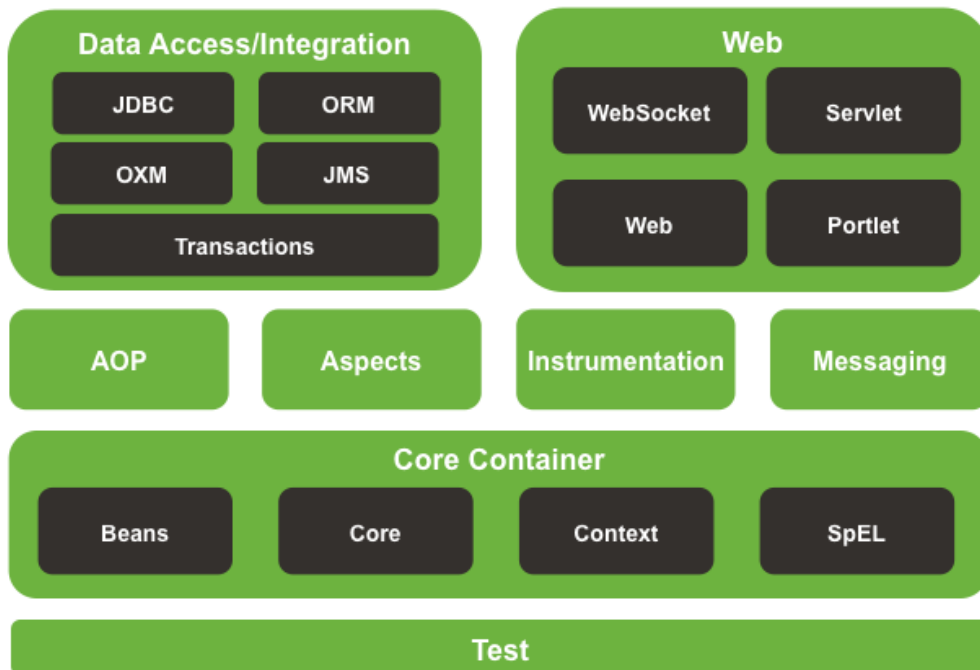 Data Access/Integration
JDBC
ORM
OXM
JMS
Transactions
Web
WebSocket
Servlet
Web
Portlet
AOP
Aspects
Instrumentation
Messaging
Core Container
Beans
Core
Context
SpEL
Test